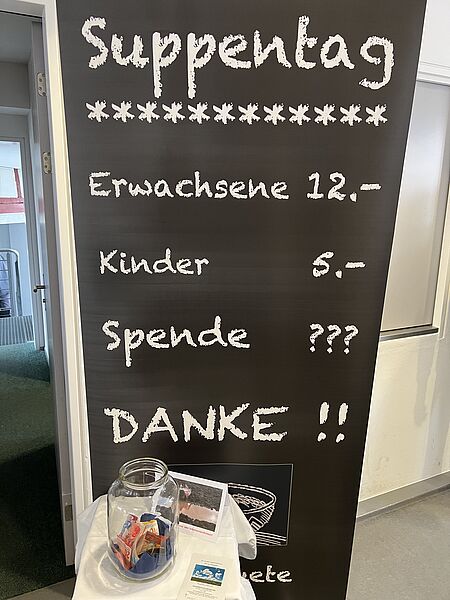 Suppentag
************
Erwachsene 12.–
Kinder 5.–
Spende ???
DANKE !!